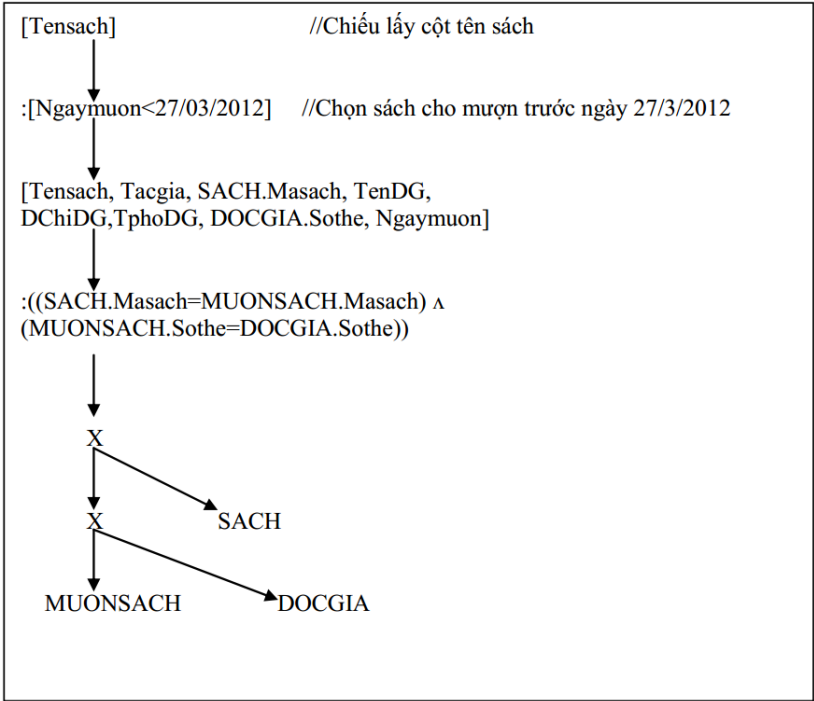 [Tensach] //Chiếu lấy cột tên sách
:[Ngaymuon<27/03/2012] //Chọn sách cho mượn trước ngày 27/3/2012
[Tensach, Tacgia, SACH.Masach, TenDG,
DChiDG,TphoDG, DOCGIA.Sothe, Ngaymuon]
:((SACH.Masach=MUONSACH.Masach) ʌ
(MUONSACH.Sothe=DOCGIA.Sothe))
X
X SACH
MUONSACH DOCGIA